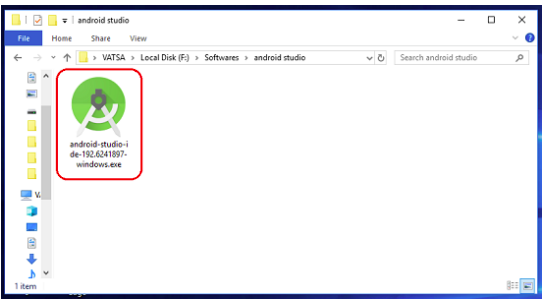 android studio
File Home Share View
VATSA > Local Disk (F:) > Softwares > android studio
Search android studio
android-studio-i
de-192.6241897-
windows.exe
1 item